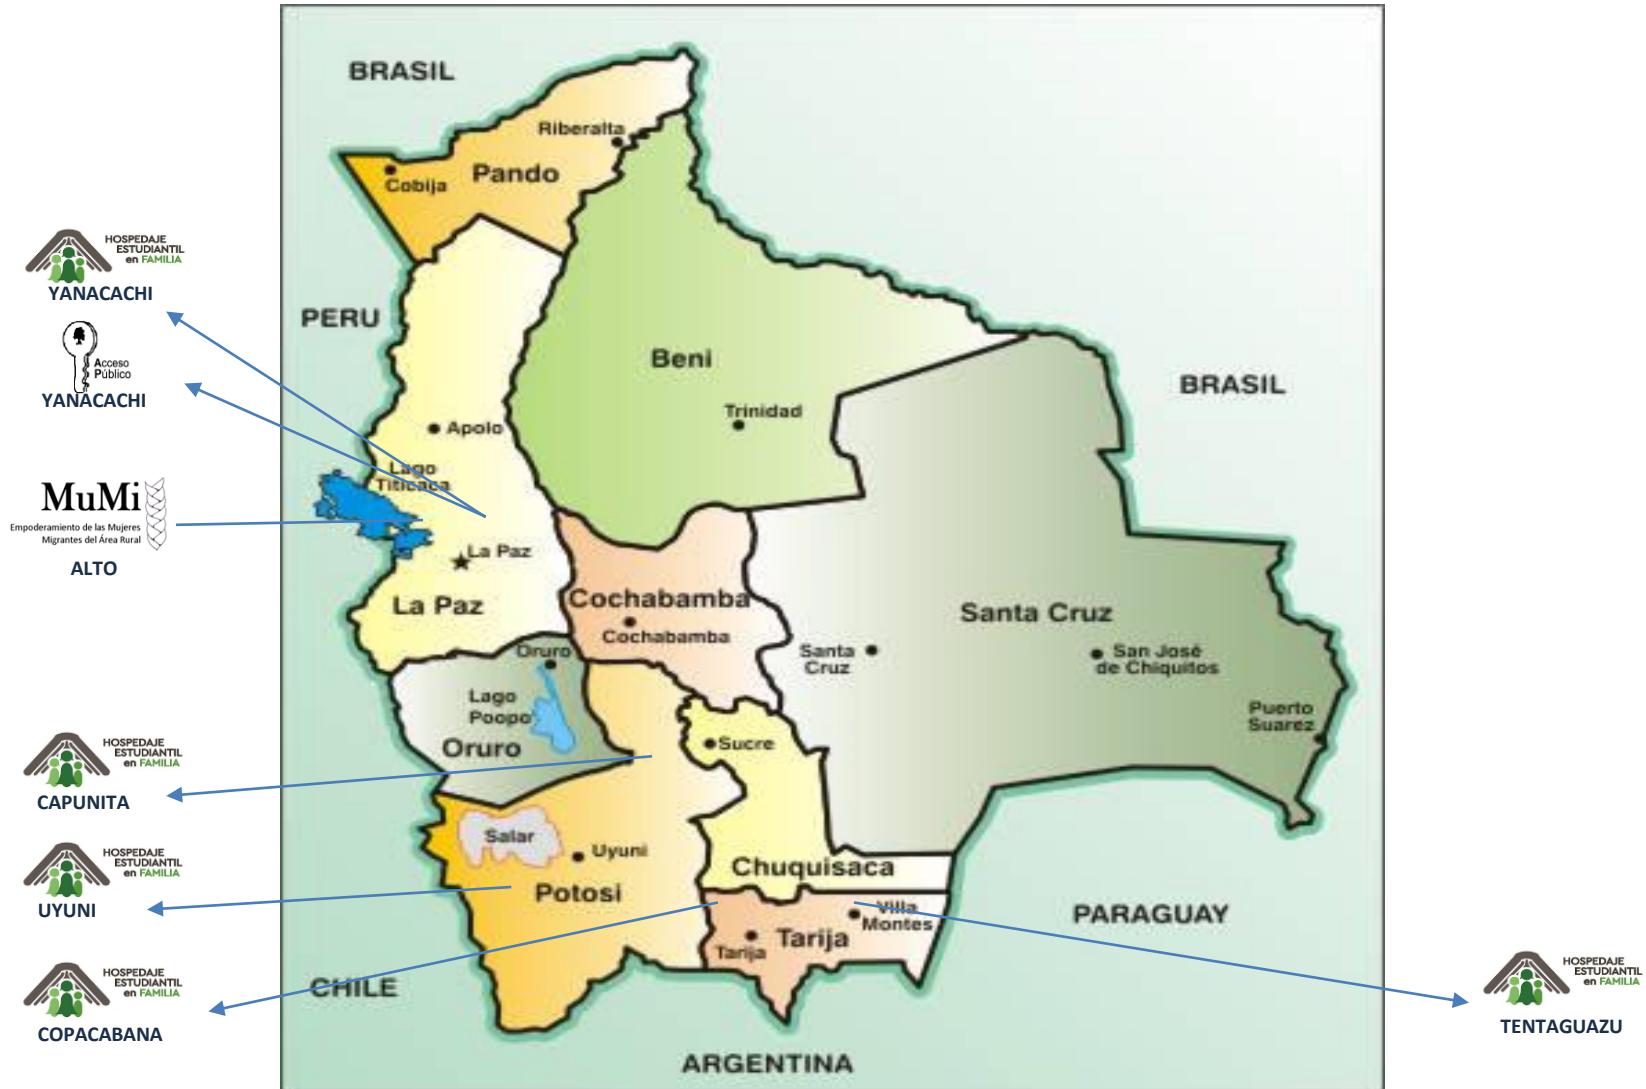 BRASIL
Riberalta
Pando
Cobija
HOSPEDAJE
ESTUDIANTIL
en FAMILIA
YANACACHI
PERU
Acceso
Público
YANACACHI
Beni
BRASIL
Trinidad
Apolo
Lago
Titicaca
MuMi
Empoderamiento de las Mujeres
Migrantes del Área Rural
ALTO
La Paz
La Paz
Cochabamba
Cochabamba
Santa Cruz
Santa
Cruz
San José
de Chiquitos
Oruro
Lago
Poopo
Oruro
Puerto
Suarez
Sucre
HOSPEDAJE
ESTUDIANTIL
en FAMILIA
CAPUNITA
Salar
Uyuni
Potosi
HOSPEDAJE
ESTUDIANTIL
en FAMILIA
UYUNI
Chuquisaca
Villa
Montes
Tarija
Tarija
PARAGUAY
CHILE
HOSPEDAJE
ESTUDIANTIL
en FAMILIA
COPACABANA
HOSPEDAJE
ESTUDIANTIL
en FAMILIA
TENTAGUAZU
ARGENTINA